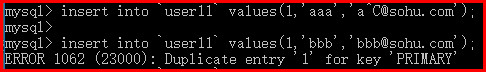 mysql> insert into `user11` values(1,'aaa','a^C@sohu.com');
mysql>
mysql> insert into `user11` values(1,'bbb','bbb@sohu.com');
ERROR 1062 (23000): Duplicate entry '1' for key 'PRIMARY'